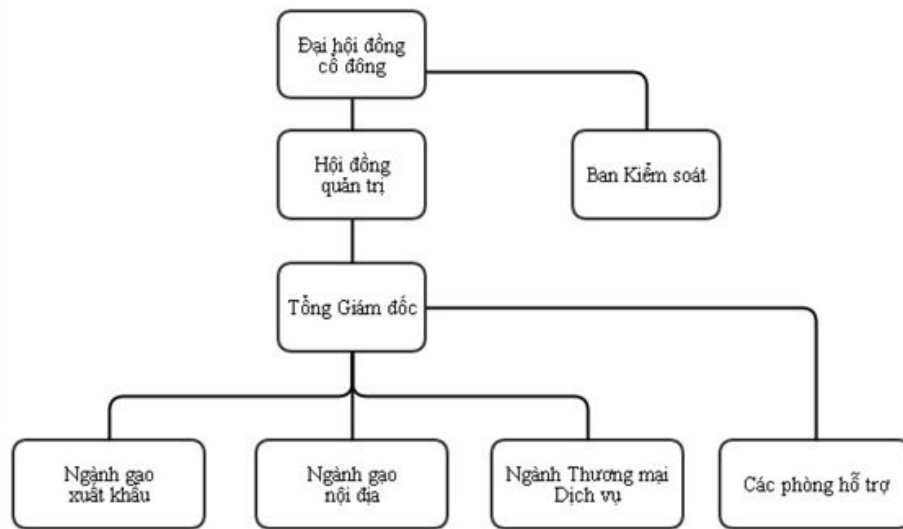 Đại hội đồng
cổ đông
Hội đồng
quản trị
Ban Kiểm soát
Tổng Giám đốc
Ngành gạo
xuất khẩu
Ngành gạo
nội địa
Ngành Thương mại
Dịch vụ
Các phòng hỗ trợ